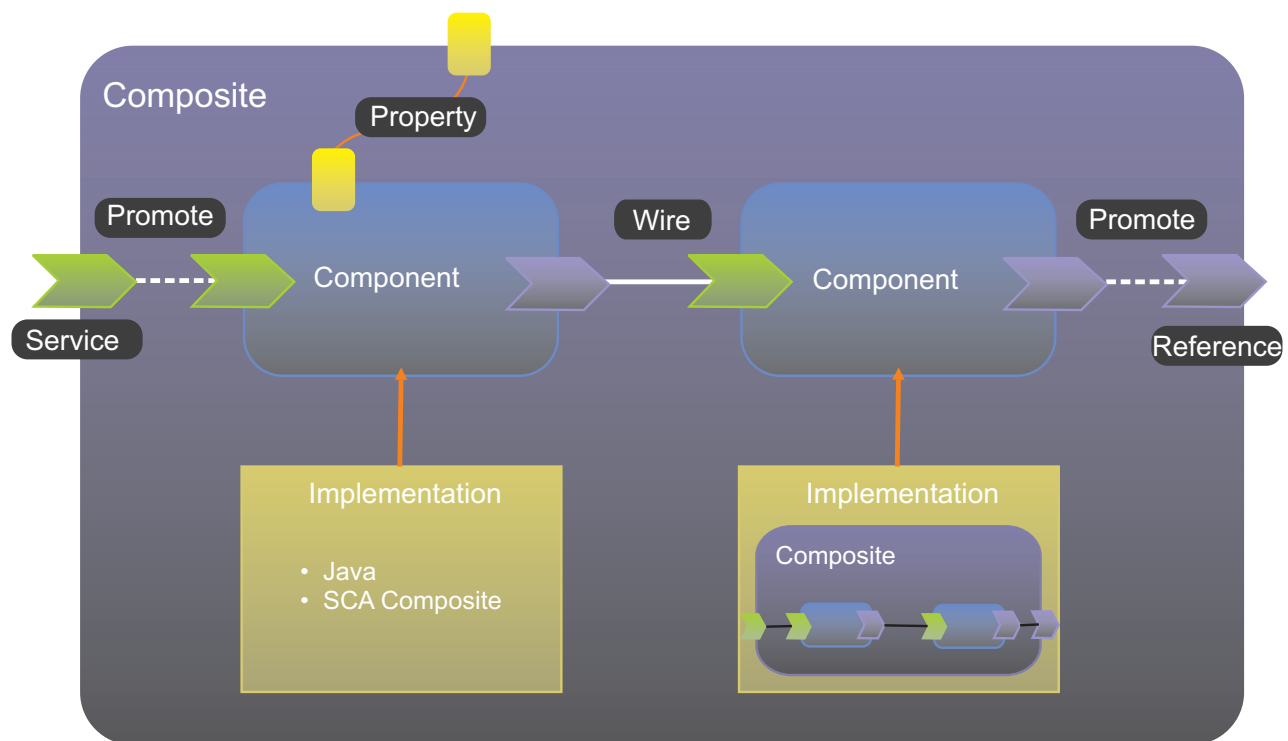 Composite
Property
Promote
Wire
Promote
Component
Component
Service
Reference
Implementation
• Java
• SCA Composite
Implementation
Composite